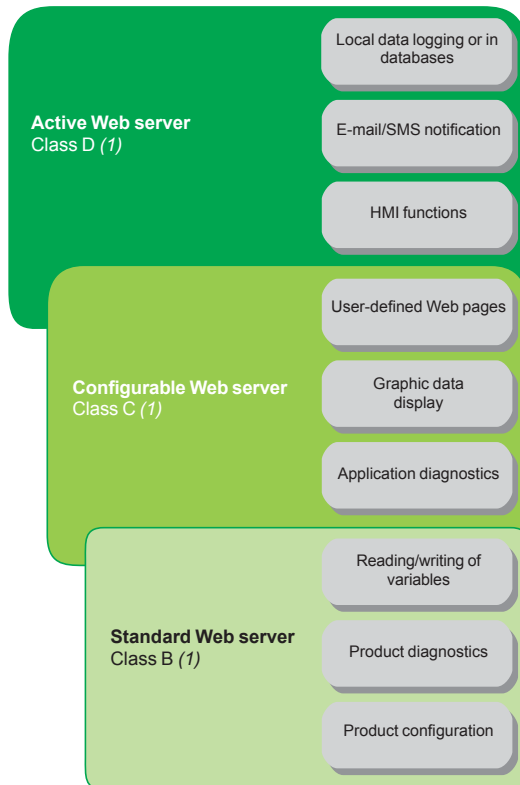 Local data logging or in
databases
Active Web server
Class D (1)
E-mail/SMS notification
HMI functions
User-defined Web pages
Configurable Web server
Class C (1)
Graphic data
display
Application diagnostics
Reading/writing of
variables
Standard Web server
Class B (1)
Product diagnostics
Product configuration